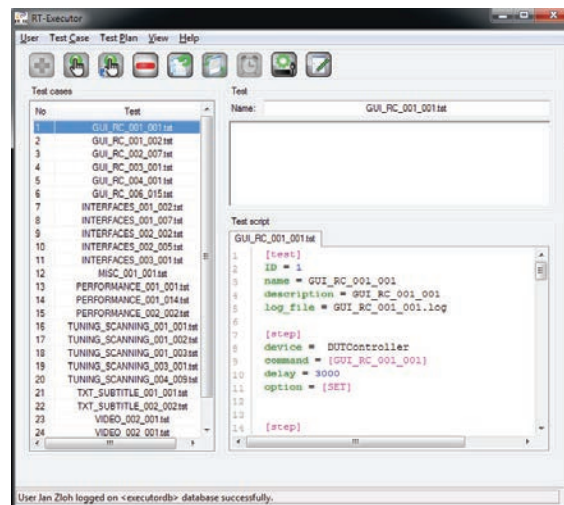 RT-Executor
User Test Case Test Plan View Help
Test cases
No Test
1 GUI_RC_001_001.tst
2 GUI_RC_001_002.tst
3 GUI_RC_002_007.tst
4 GUI_RC_003_001.tst
5 GUI_RC_004_001.tst
6 GUI_RC_006_015.tst
7 INTERFACES_001_002.tst
8 INTERFACES_001_007.tst
9 INTERFACES_002_002.tst
10 INTERFACES_002_005.tst
11 INTERFACES_003_001.tst
12 MISC_001_001.tst
13 PERFORMANCE_001_001.tst
14 PERFORMANCE_001_014.tst
15 PERFORMANCE_002_002.tst
16 TUNING_SCANNING_001_001.tst
17 TUNING_SCANNING_001_002.tst
18 TUNING_SCANNING_001_003.tst
19 TUNING_SCANNING_003_001.tst
20 TUNING_SCANNING_004_009.tst
21 TXT_SUBTITLE_001_001.tst
22 TXT_SUBTITLE_002_002.tst
23 VIDEO_002_001.tst
24 VIDEO_002_001.tst
Test
Name: GUI_RC_001_001.tst
Test script
GUI_RC_001_001.tst
1 [test]
2 ID = 1
3 name = GUI_RC_001_001
4 description = GUI_RC_001_001
5 log_file = GUI_RC_001_001.log
6
7 [step]
8 device = DUTController
9 command = [GUI_RC_001_001]
10 delay = 3000
11 option = [SET]
12
13
14 [step]
User Jan Zloh logged on <executordb> database successfully.